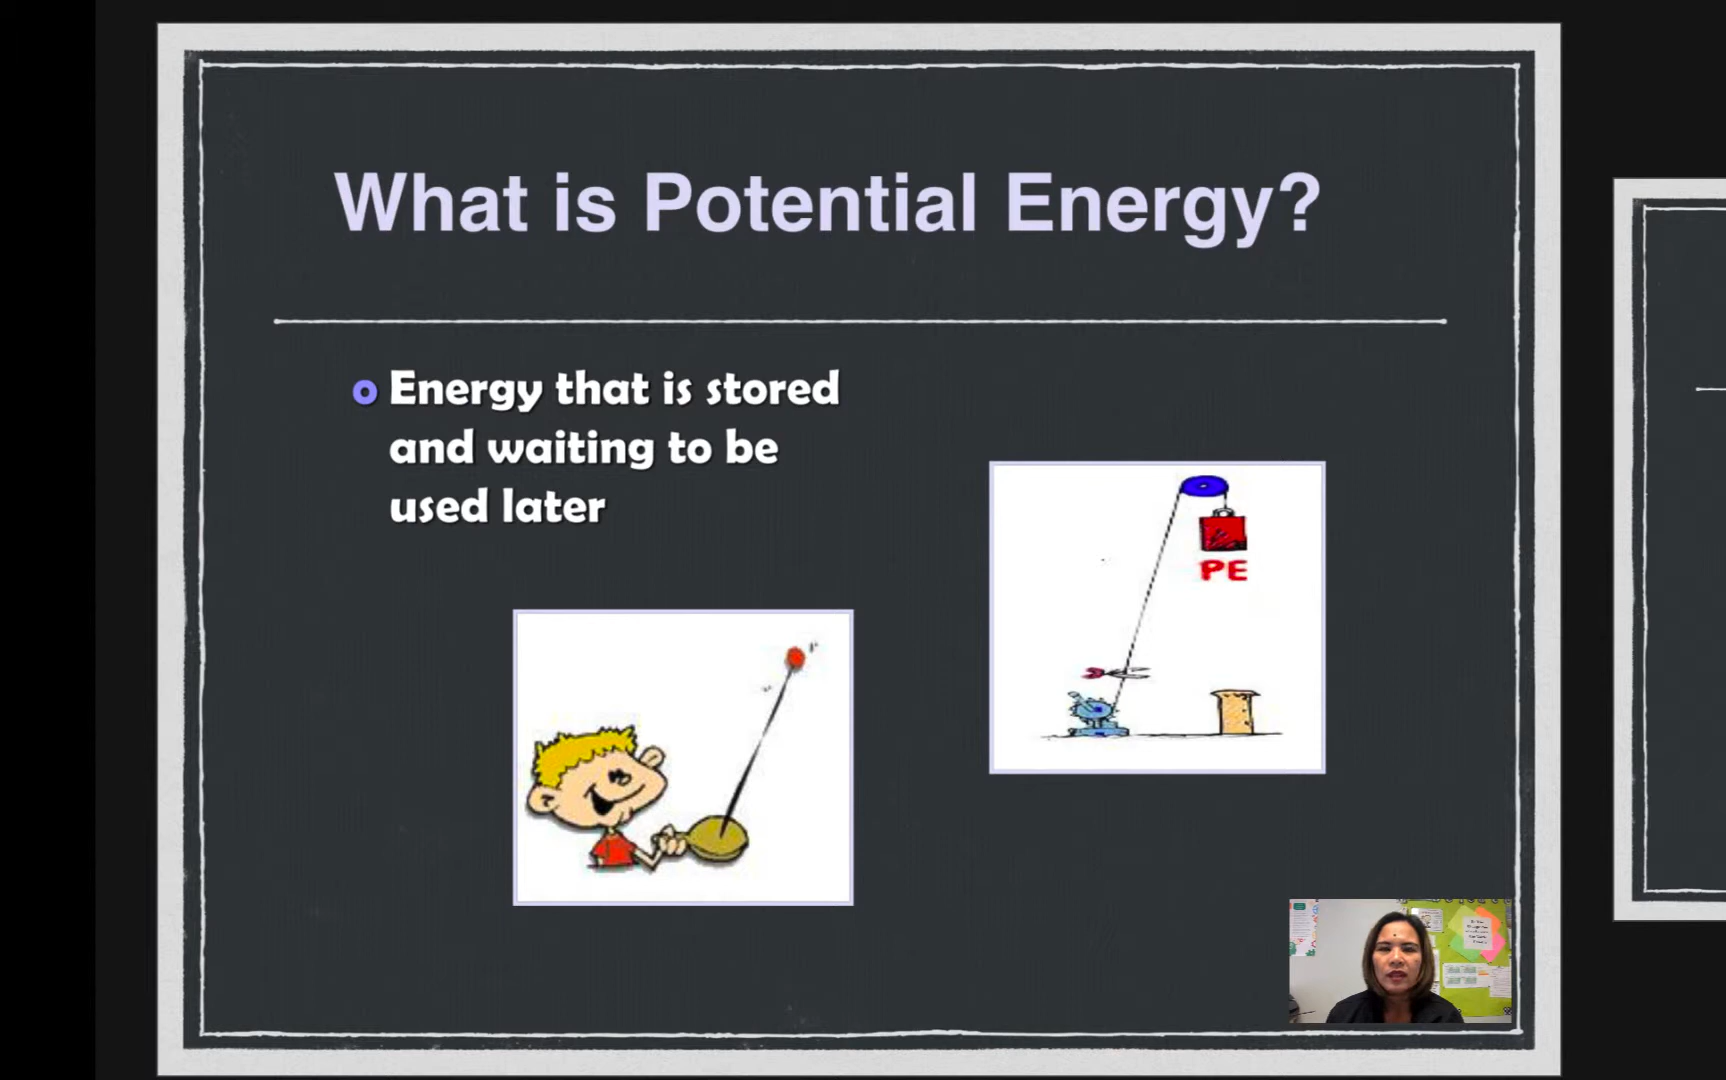 What is Potential Energy?
Energy that is stored
and waiting to be
used later
PE